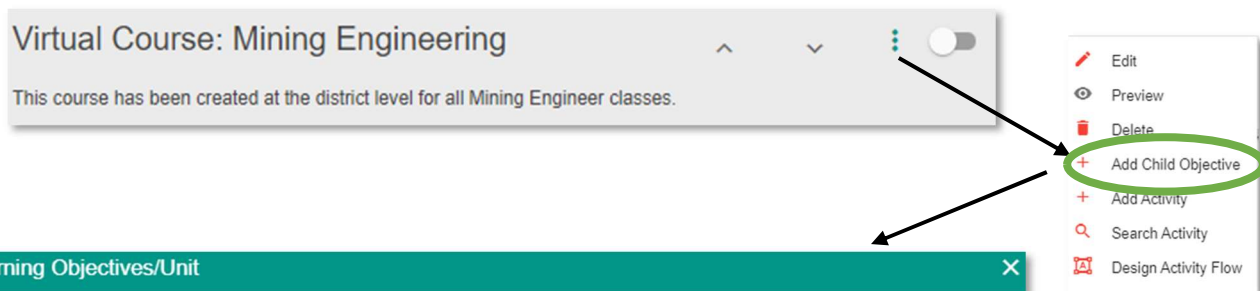 Virtual Course: Mining Engineering
This course has been created at the district level for all Mining Engineer classes.
Edit
Preview
Delete
Add Child Objective
Add Activity
Search Activity
Design Activity Flow
Objectives/Unit